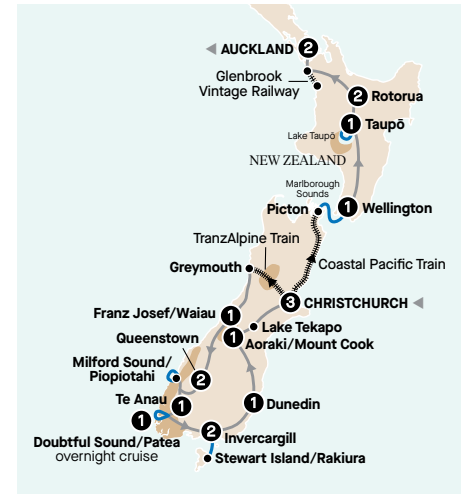 AUCKLAND 2
Glenbrook
Vintage Railway
2 Rotorua
1 Taupō
Lake Taupō
NEW ZEALAND
Marlborough
Sounds
Picton
1 Wellington
TranzAlpine Train
Greymouth
Coastal Pacific Train
3 CHRISTCHURCH
Franz Josef/Waiau 1
Lake Tekapo
1 Aoraki/Mount Cook
Queenstown
2
Milford Sound/
Piopiotahi
Te Anau 1
1 Dunedin
1
Doubtful Sound/Patea
overnight cruise
2 Invercargill
Stewart Island/Rakiura